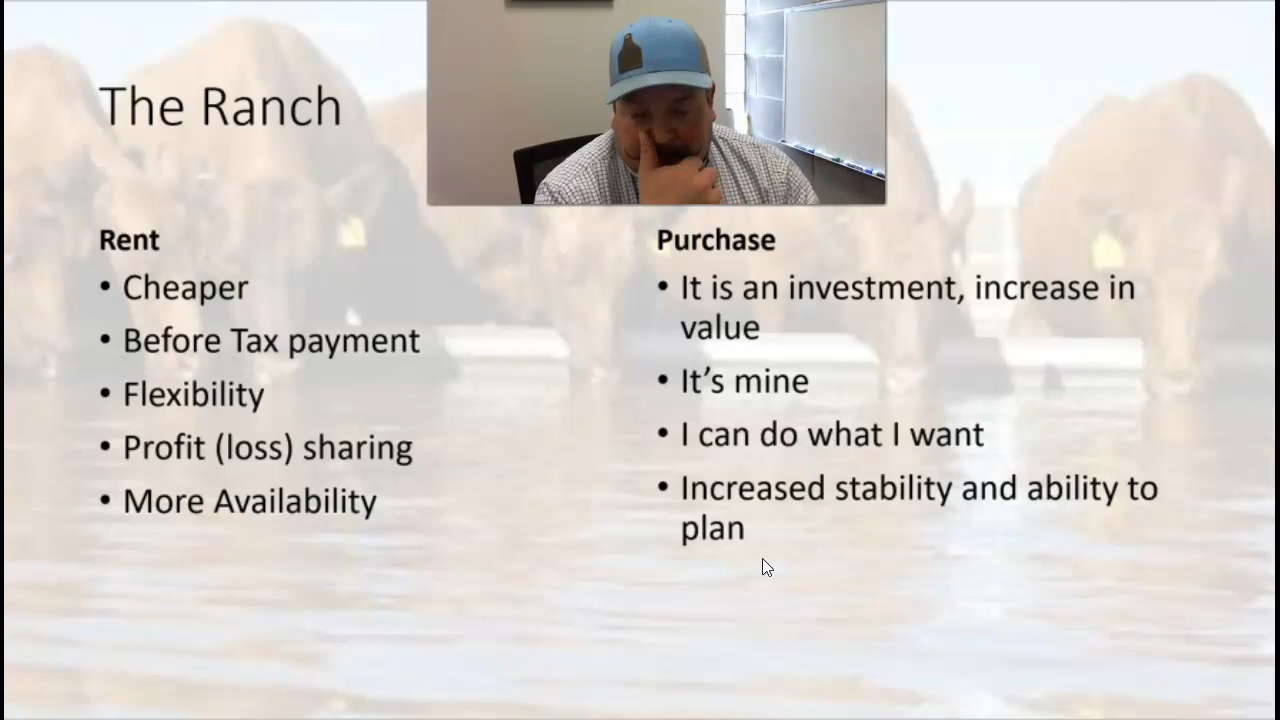 The Ranch
Rent
• Cheaper
• Before Tax payment
• Flexibility
• Profit (loss) sharing
• More Availability
Purchase
• It is an investment, increase in
value
• It's mine
• I can do what I want
• Increased stability and ability to
plan